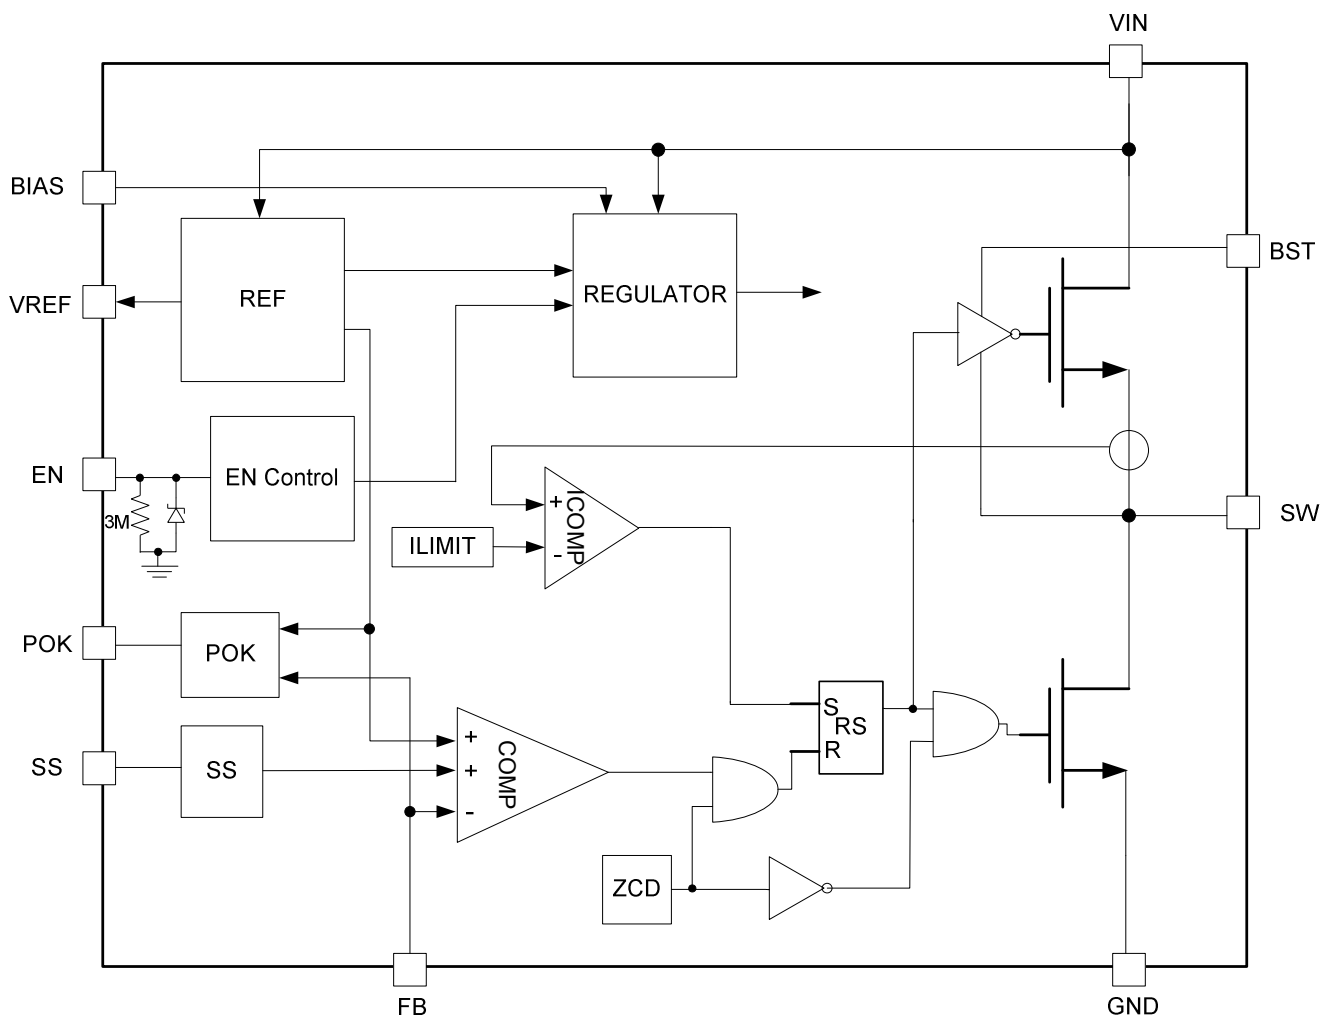 VIN
BIAS
BST
REF
REGULATOR
VREF
EN
EN Control
3M
ILIMIT
+
-
ICOMP
SW
POK
POK
SS
SS
+
+
-
COMP
S
RS
R
ZCD
FB
GND